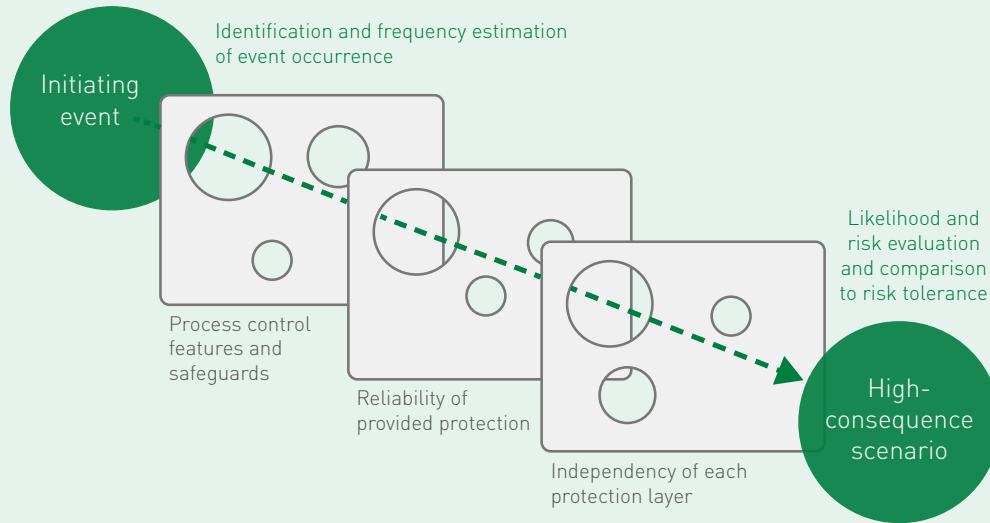 Identification and frequency estimation
of event occurrence
Initiating
event
Process control
features and
safeguards
Reliability of
provided protection
Independency of each
protection layer
Likelihood and
risk evaluation
and comparison
to risk tolerance
High-
consequence
scenario